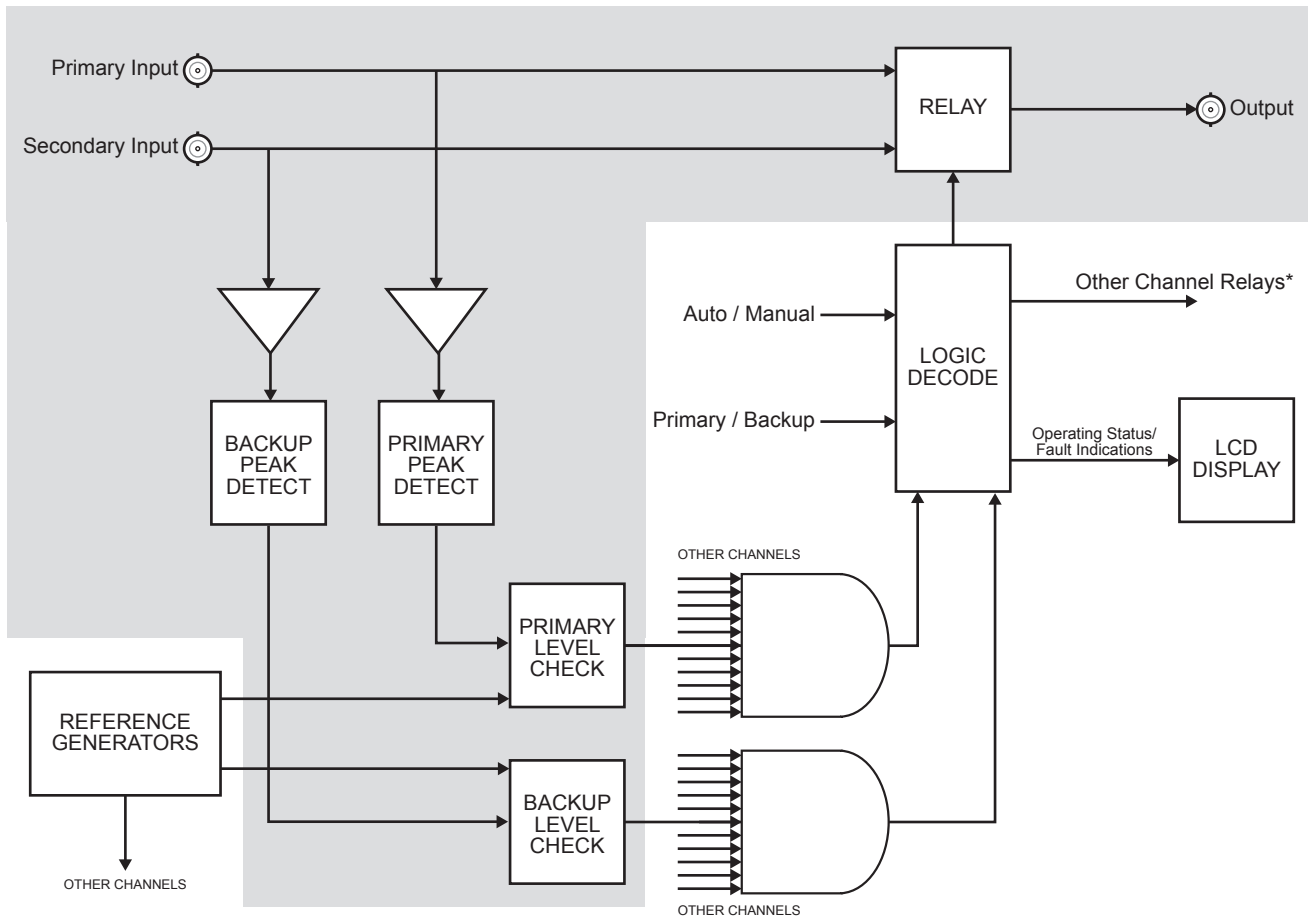 Primary Input
RELAY
Output
Secondary Input
Other Channel Relays*
Auto / Manual
LOGIC
DECODE
Primary / Backup
Operating Status/
Fault Indications
LCD
DISPLAY
BACKUP
PEAK
DETECT
PRIMARY
PEAK
DETECT
OTHER CHANNELS
PRIMARY
LEVEL
CHECK
REFERENCE
GENERATORS
BACKUP
LEVEL
CHECK
OTHER CHANNELS
OTHER CHANNELS